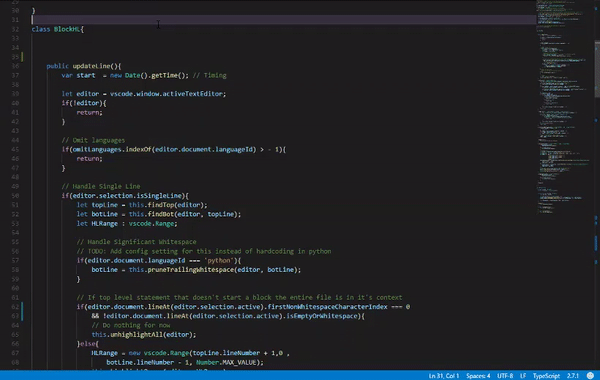 30 }
31
32 class BlockHL{
33
34
35
36 public updateLine(){
37 var start = new Date().getTime(); // Timing
38
39 let editor = vscode.window.activeTextEditor;
40 if(!editor){
41 return;
42 }
43
44 // Omit languages
45 if(omitLanguages.indexOf(editor.document.languageId) > - 1){
46 return;
47 }
48
49 // Handle Single Line
50 if(editor.selection.isSingleLine){
51 let topLine = this.findTop(editor);
52 let botLine = this.findBot(editor, topLine);
53 let HLRange : vscode.Range;
54
55 // Handle Significant Whitespace
56 // TODO: Add config setting for this instead of hardcoding in python
57 if(editor.document.languageId === 'python'){
58 botLine = this.pruneTrailingWhitespace(editor, botLine);
59 }
60
61 // If top level statement that doesn't start a block the entire file is in it's context
62 if(editor.document.lineAt(editor.selection.active).firstNonWhitespaceCharacterIndex === 0
63 && !editor.document.lineAt(editor.selection.active).isEmptyOrWhitespace){
64 // Do nothing for now
65 this.unhighlightAll(editor);
66 }else{
67 HLRange = new vscode.Range(topLine.lineNumber + 1,0 ,
68 botLine.lineNumber - 1, Number.MAX_VALUE);
Ln 31, Col 1 Spaces: 4 UTF-8 LF TypeScript 2.7.1